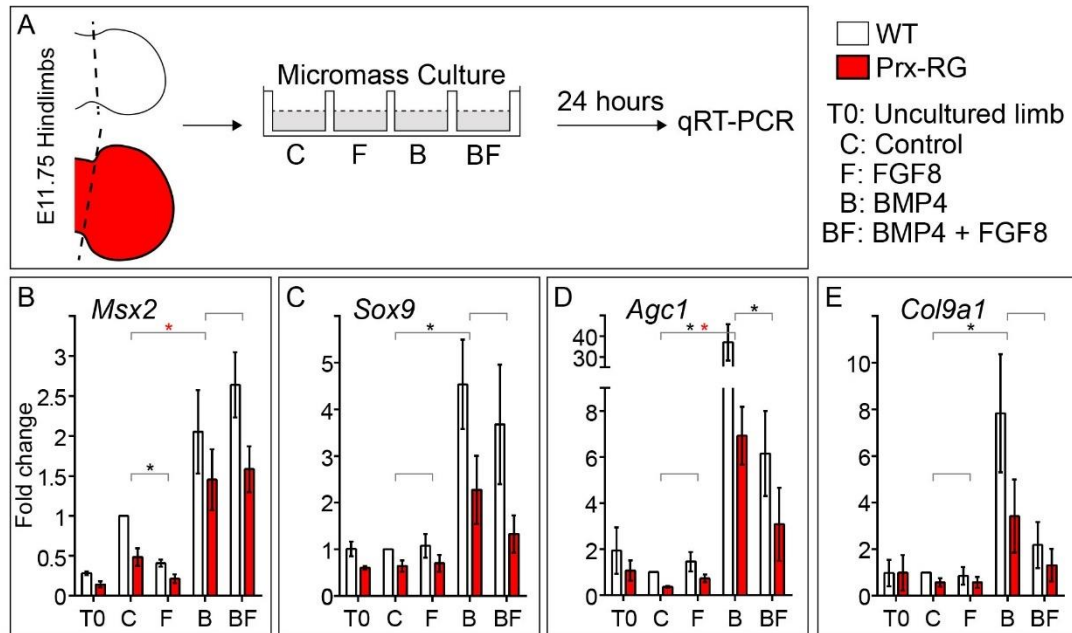 A
E11.75 Hindlimbs
Micromass Culture
C F B BF
24 hours
qRT-PCR
WT
Prx-RG
T0: Uncultured limb
C: Control
F: FGF8
B: BMP4
BF: BMP4 + FGF8
B
Msx2
*
*
Fold change
3
2.5
2
1.5
1
0.5
0
T0 C F B BF
C
Sox9
*
5
4
3
2
1
0
T0 C F B BF
D
Agc1
* *
*
40
30
8
6
4
2
0
T0 C F B BF
E
Col9a1
*
10
8
6
4
2
0
T0 C F B BF